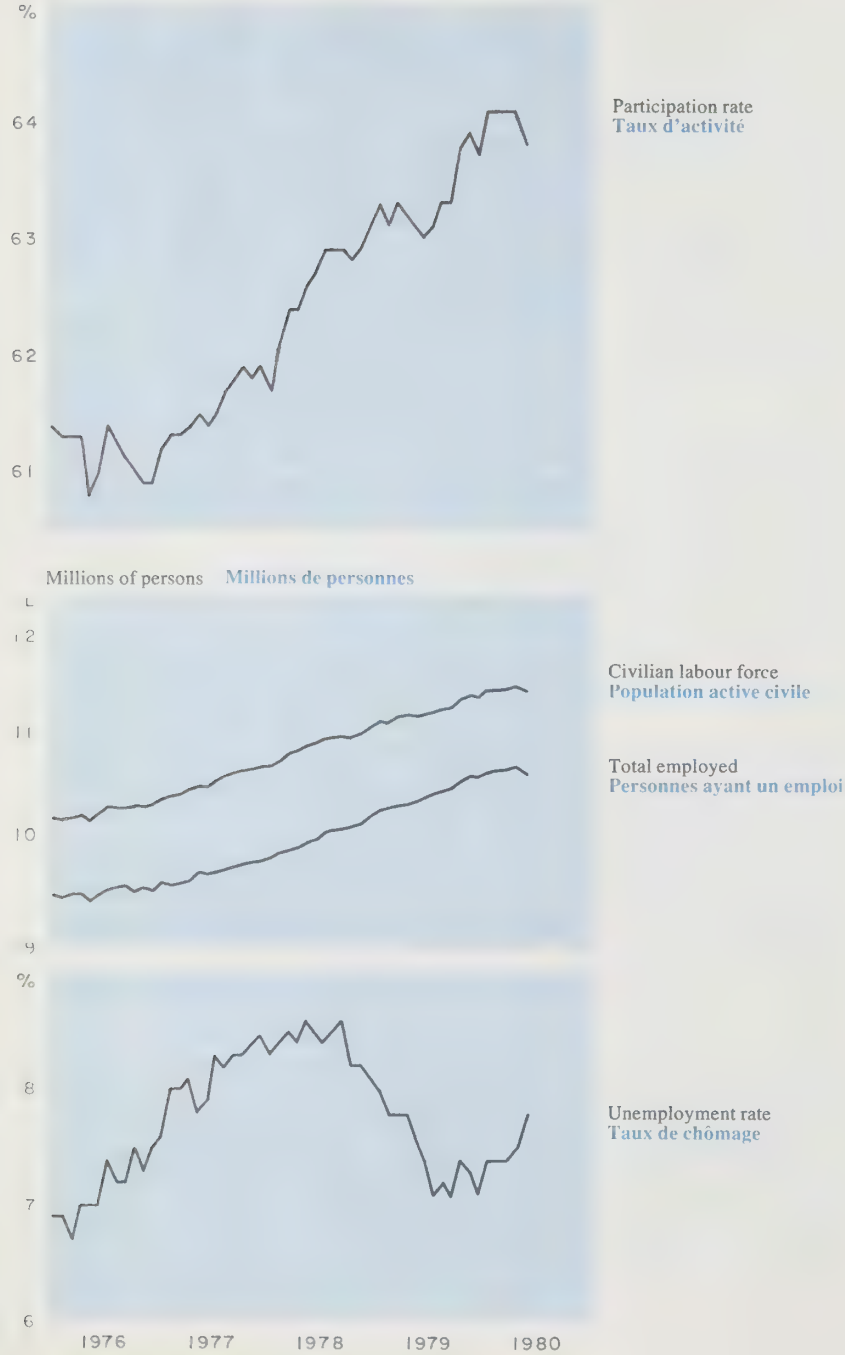 %
64
Participation rate
Taux d'activité
63
62
61
Millions of persons Millions de personnes
12
Civilian labour force
Population active civile
11
Total employed
Personnes ayant un emploi
10
9
%
8
Unemployment rate
Taux de chômage
7
6
1976 1977 1978 1979 1980